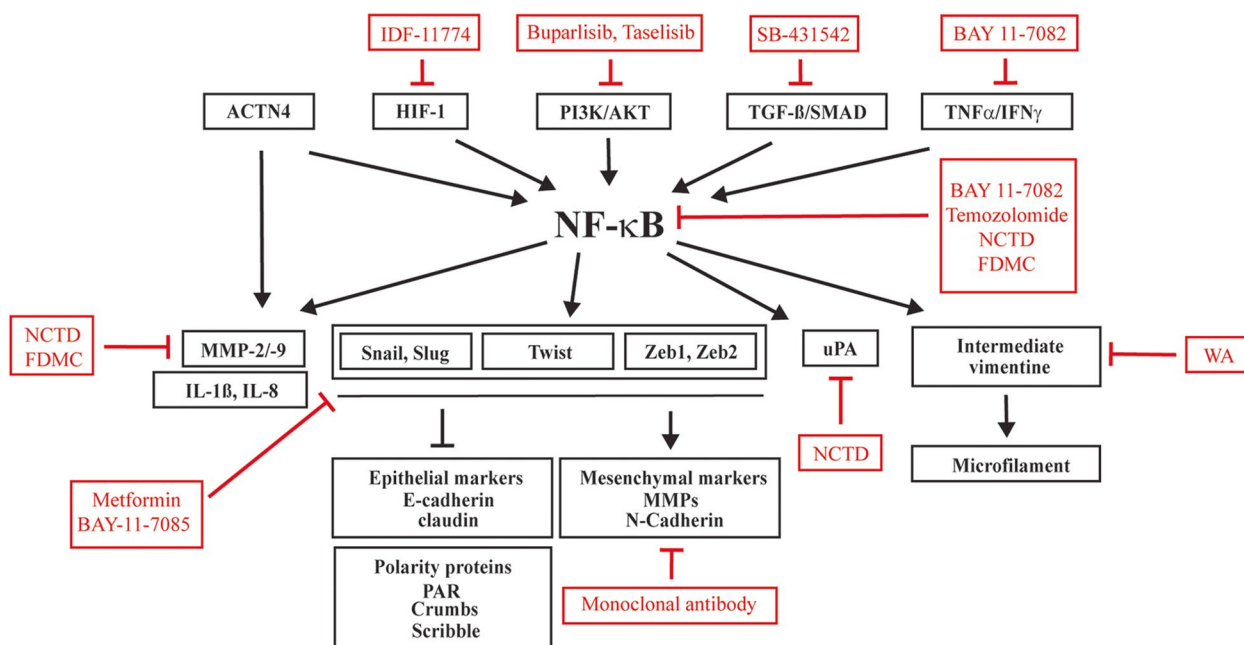 IDF-11774
Buparlisib, Taselisib
SB-431542
BAY 11-7082
ACTN4
HIF-1
PI3K/AKT
TGF-ß/SMAD
TNFα/IFNγ
BAY 11-7082
Temozolomide
NCTD
FDMC
NF-κB
NCTD
FDMC
MMP-2/-9
IL-1ß, IL-8
Snail, Slug
Twist
Zeb1, Zeb2
uPA
Intermediate
vimentine
WA
Metformin
BAY-11-7085
Epithelial markers
E-cadherin
claudin
Mesenchymal markers
MMPs
N-Cadherin
NCTD
Microfilament
Polarity proteins
PAR
Crumbs
Scribble
Monoclonal antibody